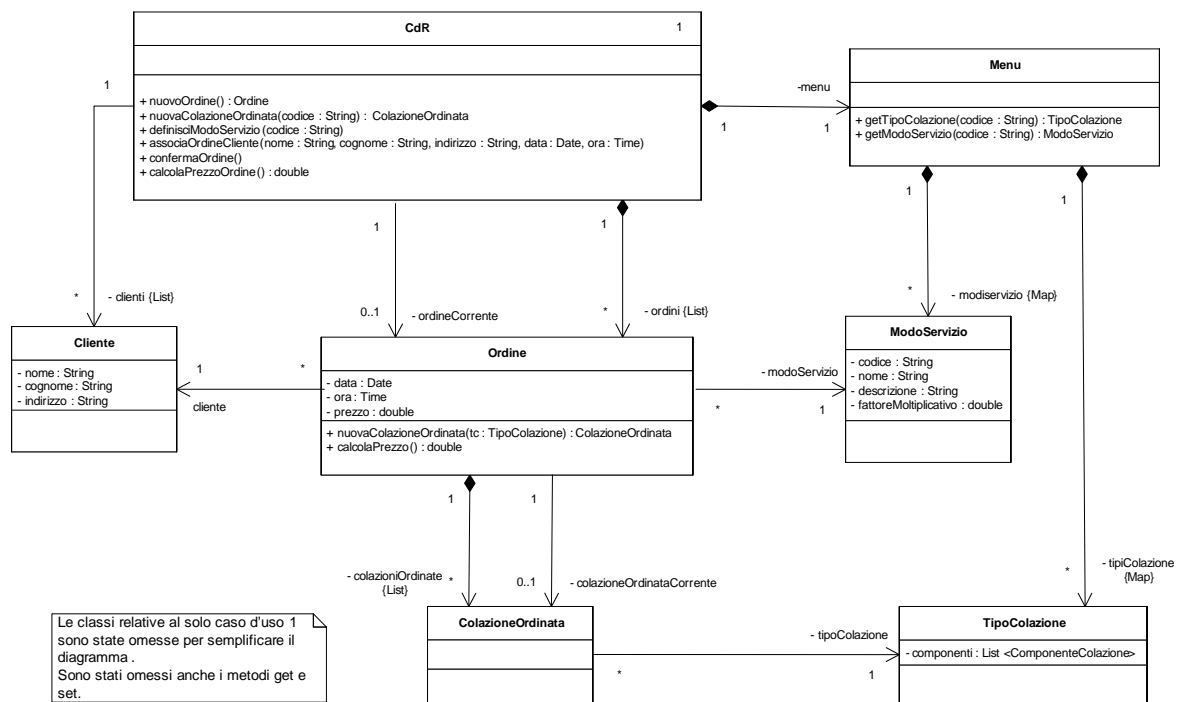 CdR
1
+ nuovoOrdine() : Ordine
+ nuovaColazioneOrdinata(codice : String) : ColazioneOrdinata
+ definisciModoServizio(codice : String)
+ associaOrdineCliente(nome : String, cognome : String, indirizzo : String, data : Date, ora : Time)
+ confermaOrdine()
+ calcolaPrezzoOrdine() : double
-menu
1
1
Menu
+ getTipoColazione(codice : String) : TipoColazione
+ getModoServizio(codice : String) : ModoServizio
1
*
- clienti {List}
1
0..1
- ordineCorrente
1
*
- ordini {List}
1
*
- modiservizio {Map}
1
*
- tipiColazione
{Map}
Cliente
- nome : String
- cognome : String
- indirizzo : String
1
*
cliente
Ordine
- data : Date
- ora : Time
- prezzo : double
+ nuovaColazioneOrdinata(tc : TipoColazione) : ColazioneOrdinata
+ calcolaPrezzo() : double
- modoServizio
*
1
ModoServizio
- codice : String
- nome : String
- descrizione : String
- fattoreMoltiplicativo : double
1
1
- colazioniOrdinate
{List}
*
0..1
- colazioneOrdinataCorrente
ColazioneOrdinata
- tipoColazione
*
1
TipoColazione
- componenti : List <ComponenteColazione>
Le classi relative al solo caso d'uso 1
sono state omesse per semplificare il
diagramma .
Sono stati omessi anche i metodi get e
set.